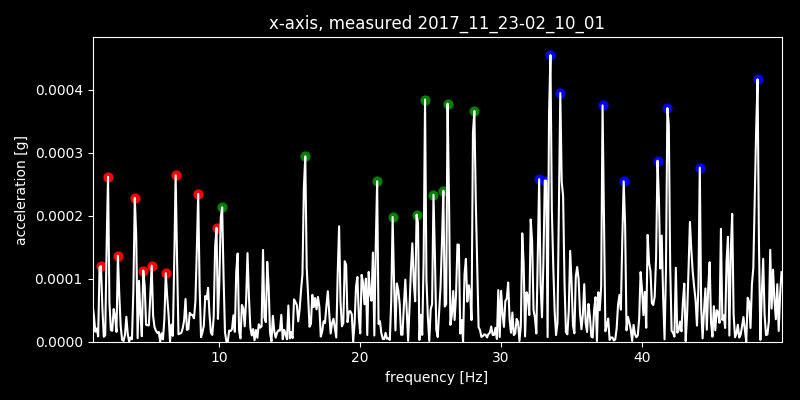 x-axis, measured 2017_11_23-02_10_01
acceleration [g]
0.0004
0.0003
0.0002
0.0001
0.0000
10 20 30 40
frequency [Hz]